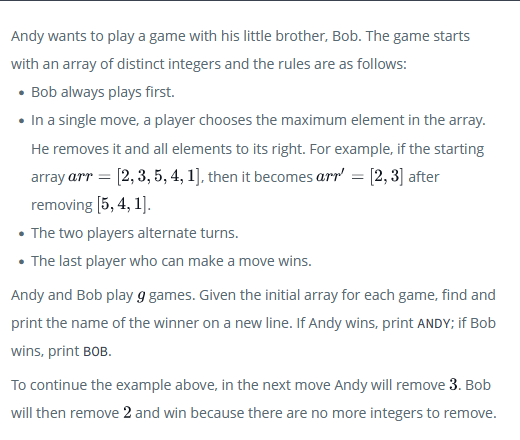 Andy wants to play a game with his little brother, Bob. The game starts
with an array of distinct integers and the rules are as follows:
• Bob always plays first.
• In a single move, a player chooses the maximum element in the array.
He removes it and all elements to its right. For example, if the starting
array arr = [2, 3, 5, 4, 1], then it becomes arr′ = [2, 3] after
removing [5, 4, 1].
• The two players alternate turns.
• The last player who can make a move wins.
Andy and Bob play g games. Given the initial array for each game, find and
print the name of the winner on a new line. If Andy wins, print ANDY; if Bob
wins, print BOB.
To continue the example above, in the next move Andy will remove 3. Bob
will then remove 2 and win because there are no more integers to remove.